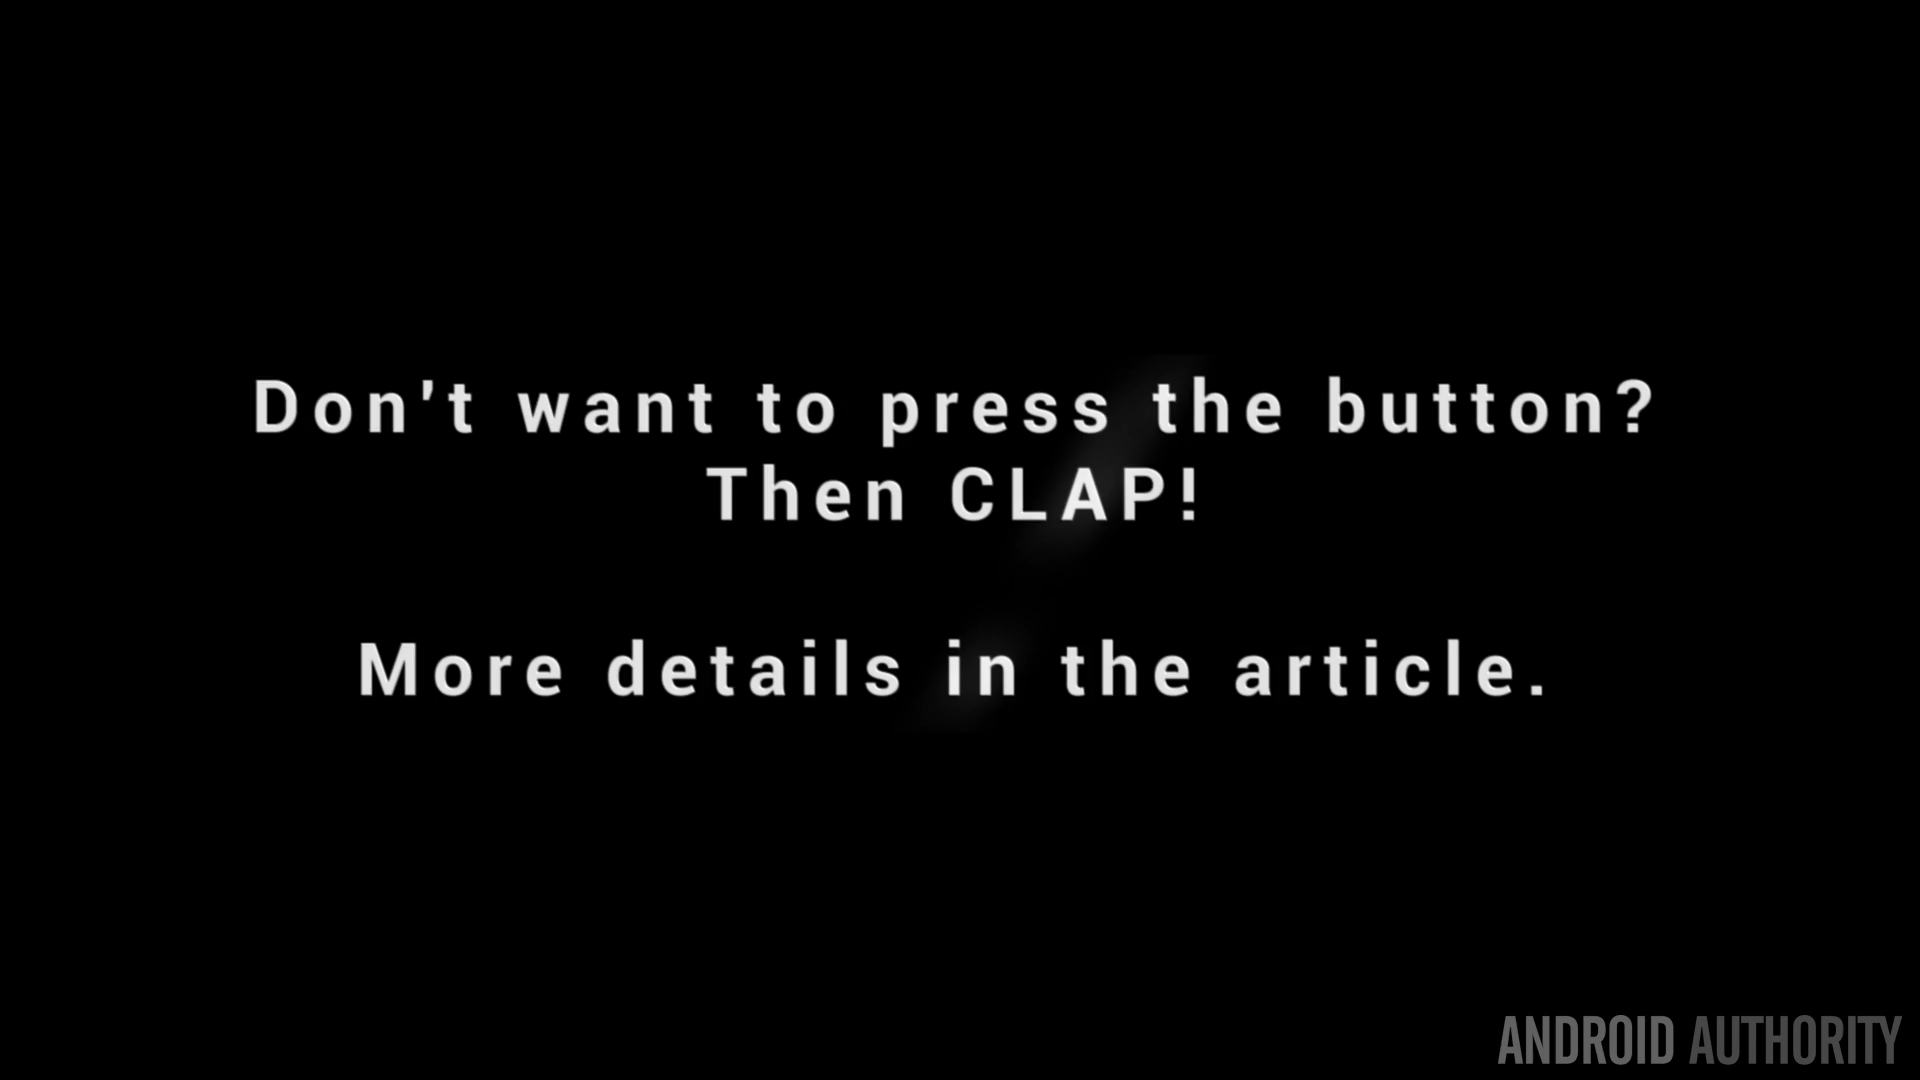 Don't want to press the button?
Then CLAP!
More details in the article.
ANDROID AUTHORITY